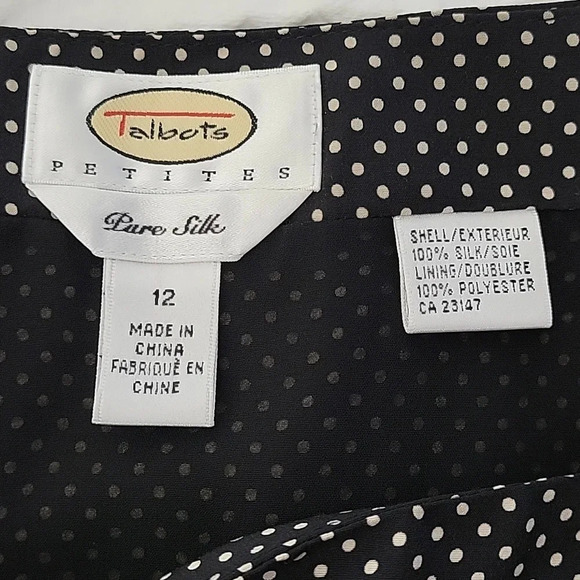 Talbots
PETITES
Pure Silk
12
MADE IN
CHINA
FABRIQUÈ EN
CHINE
SHELL/EXTERIEUR
100% SILK/SOIE
LINING/DOUBLURE
100% POLYESTER
CA 23147